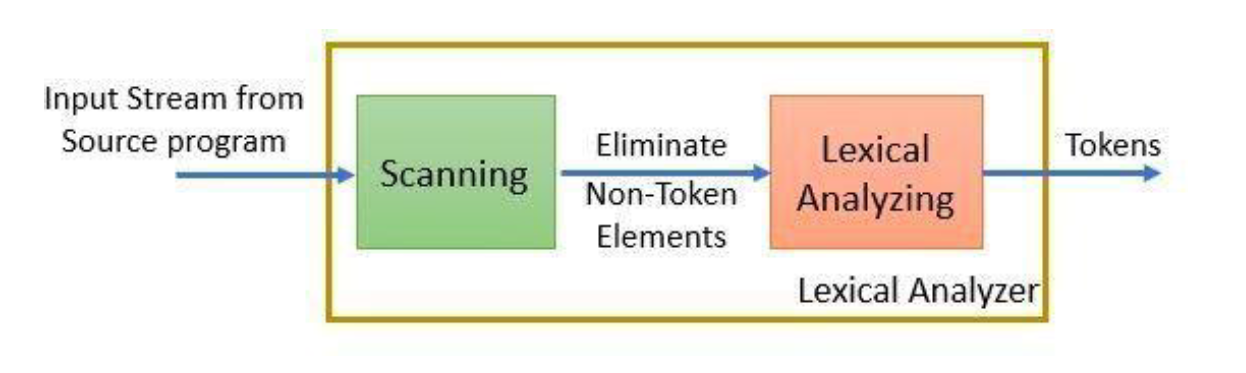 Input Stream from
Source program
Scanning
Eliminate
Non-Token
Elements
Lexical
Analyzing
Tokens
Lexical Analyzer